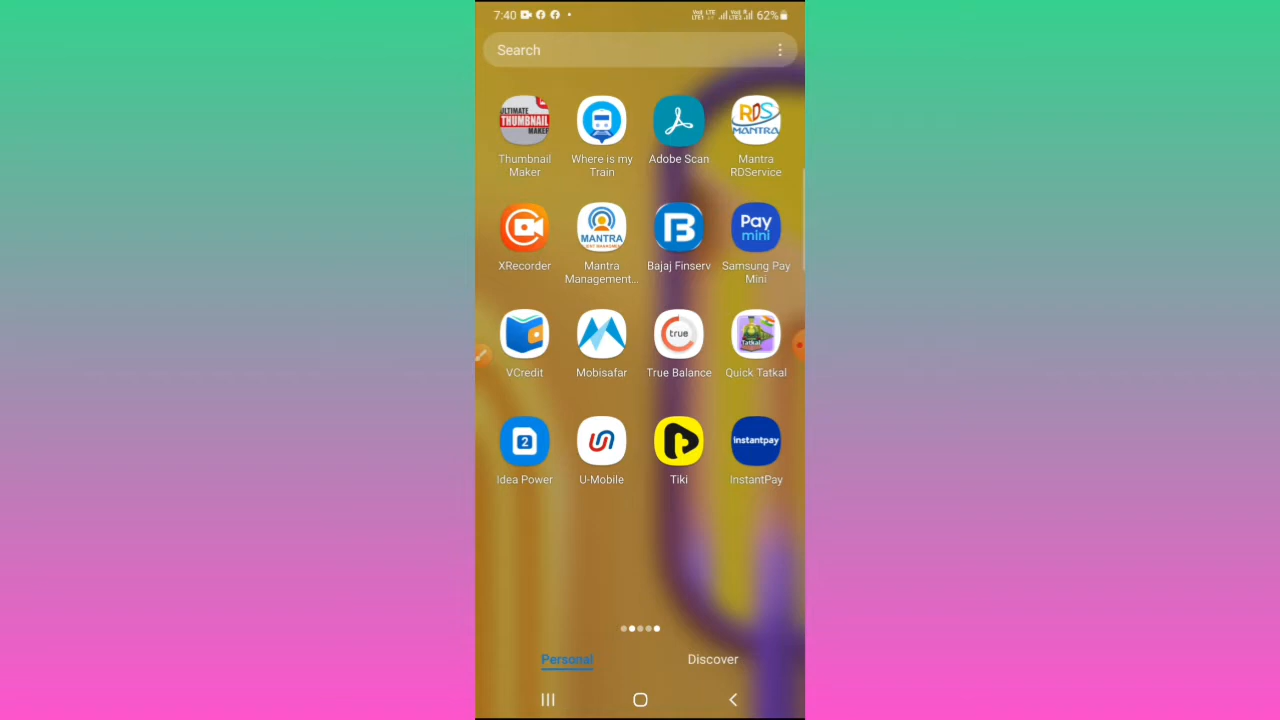 7:40
62%
Search
ULTIMATE
THUMBNAIL
MAKER
RDS
MANTRA
Thumbnail
Maker
Where is my
Train
Adobe Scan
Mantra
RDService
MANTRA
Pay
mini
XRecorder
Mantra
Management...
Bajaj Finserv
Samsung Pay
Mini
true
Tatkal
VCredit
Mobisafar
True Balance
Quick Tatkal
2
instantpay
Idea Power
U-Mobile
Tiki
InstantPay
Personal
Discover